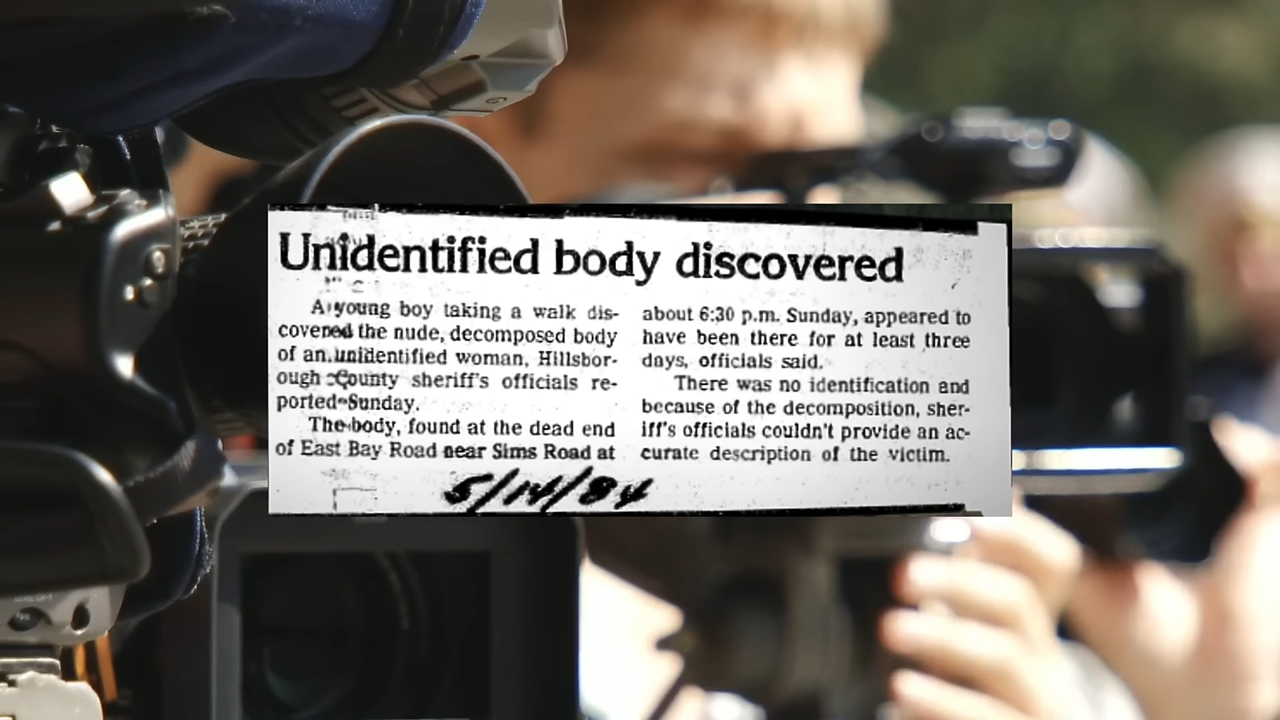 Unidentified body discovered
A young boy taking a walk dis-
covered the nude, decomposed body
of an unidentified woman, Hillsbor-
ough County sheriff's officials re-
ported Sunday.
The body, found at the dead end
of East Bay Road near Sims Road at
about 6:30 p.m. Sunday, appeared to
have been there for at least three
days, officials said.
There was no identification and
because of the decomposition, sher-
iff's officials couldn't provide an ac-
curate description of the victim.
5/14/84